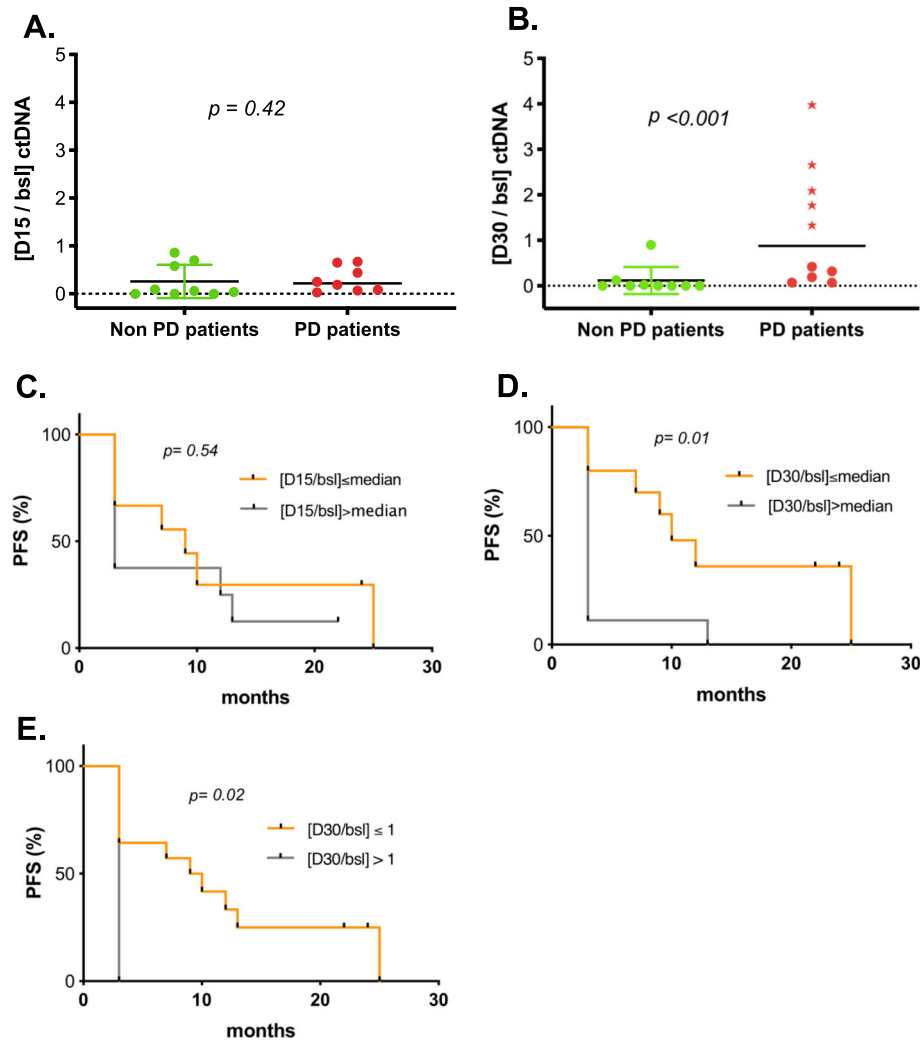 A.
[D15 / bsl] ctDNA
5
4
3
2
1
0
p = 0.42
Non PD patients
PD patients
B.
[D30 / bsl] ctDNA
5
4
3
2
1
0
p <0.001
Non PD patients
PD patients
C.
PFS (%)
100
50
0
p= 0.54
[D15/bsl]≤median
[D15/bsl]>median
0 10 20 30
months
D.
PFS (%)
100
50
0
p= 0.01
[D30/bsl]≤median
[D30/bsl]>median
0 10 20 30
months
E.
PFS (%)
100
50
0
p= 0.02
[D30/bsl] ≤ 1
[D30/bsl] > 1
0 10 20 30
months